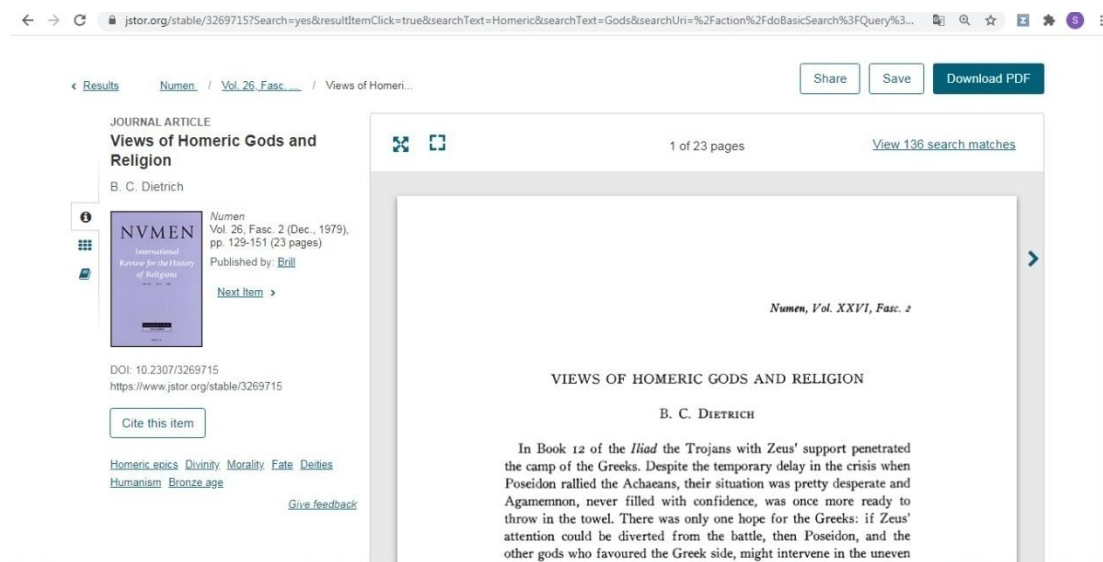 jstor.org/stable/3269715?Search=yes&resultItemClick=true&searchText=Homeric&searchText=Gods&searchUri=%2Faction%2FdoBasicSearch%3FQuery%3...
S
Results Numen / Vol. 26, Fasc. ... / Views of Homeri...
Share Save Download PDF
JOURNAL ARTICLE
Views of Homeric Gods and
Religion
B. C. Dietrich
NVMEN
International
Review for the History
of Religions
Numen
Vol. 26, Fasc. 2 (Dec., 1979),
pp. 129-151 (23 pages)
Published by: Brill
Next Item
DOI: 10.2307/3269715
https://www.jstor.org/stable/3269715
Cite this item
Homeric epics Divinity Morality Fate Deities
Humanism Bronze age
Give feedback
1 of 23 pages View 136 search matches
Numen, Vol. XXVI, Fasc. 2
VIEWS OF HOMERIC GODS AND RELIGION
B. C. DIETRICH
In Book 12 of the Iliad the Trojans with Zeus' support penetrated
the camp of the Greeks. Despite the temporary delay in the crisis when
Poseidon rallied the Achaeans, their situation was pretty desperate and
Agamemnon, never filled with confidence, was once more ready to
throw in the towel. There was only one hope for the Greeks: if Zeus'
attention could be diverted from the battle, then Poseidon, and the
other gods who favoured the Greek side, might intervene in the uneven